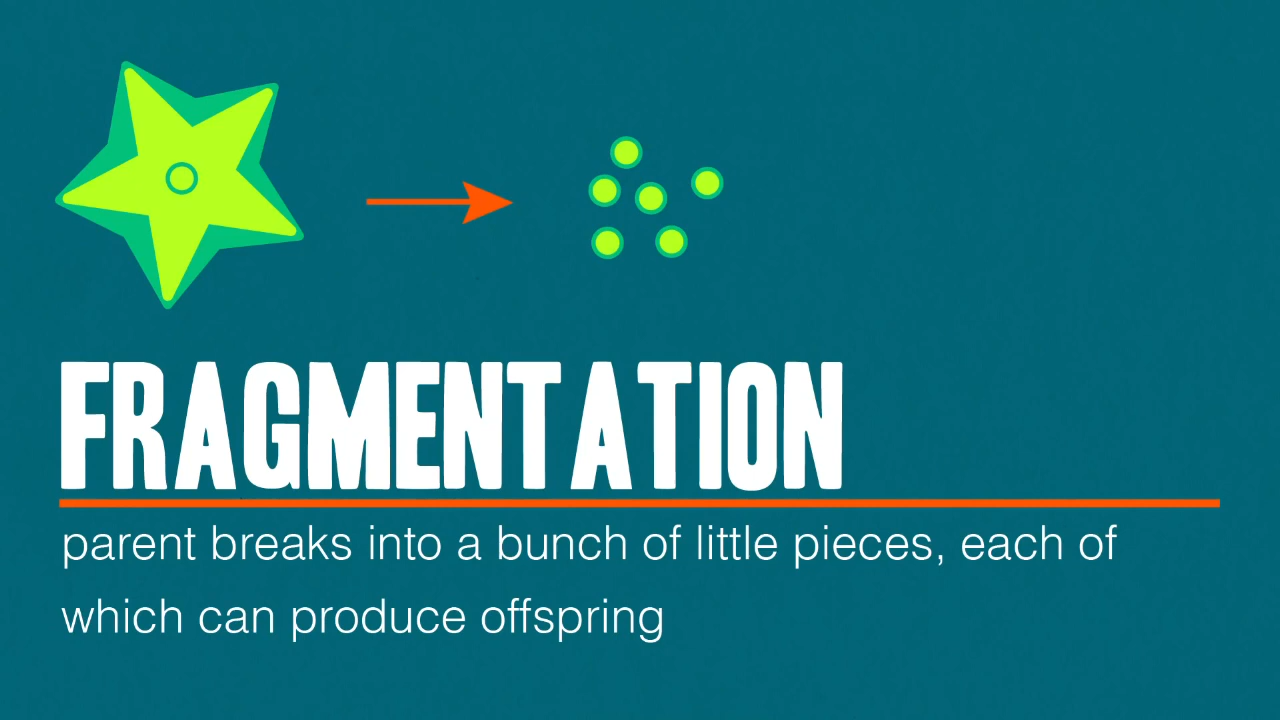 FRAGMENTATION
parent breaks into a bunch of little pieces, each of
which can produce offspring